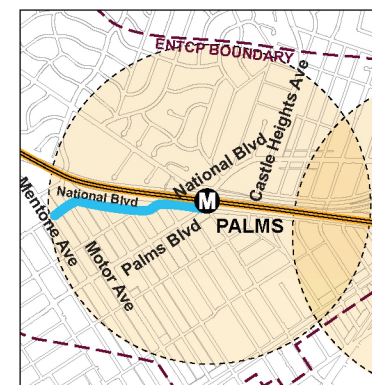 ENTCP BOUNDARY
Castle Heights Ave
National Blvd
National Blvd
M
PALMS
Mentone Ave
Motor Ave
Palms Blvd